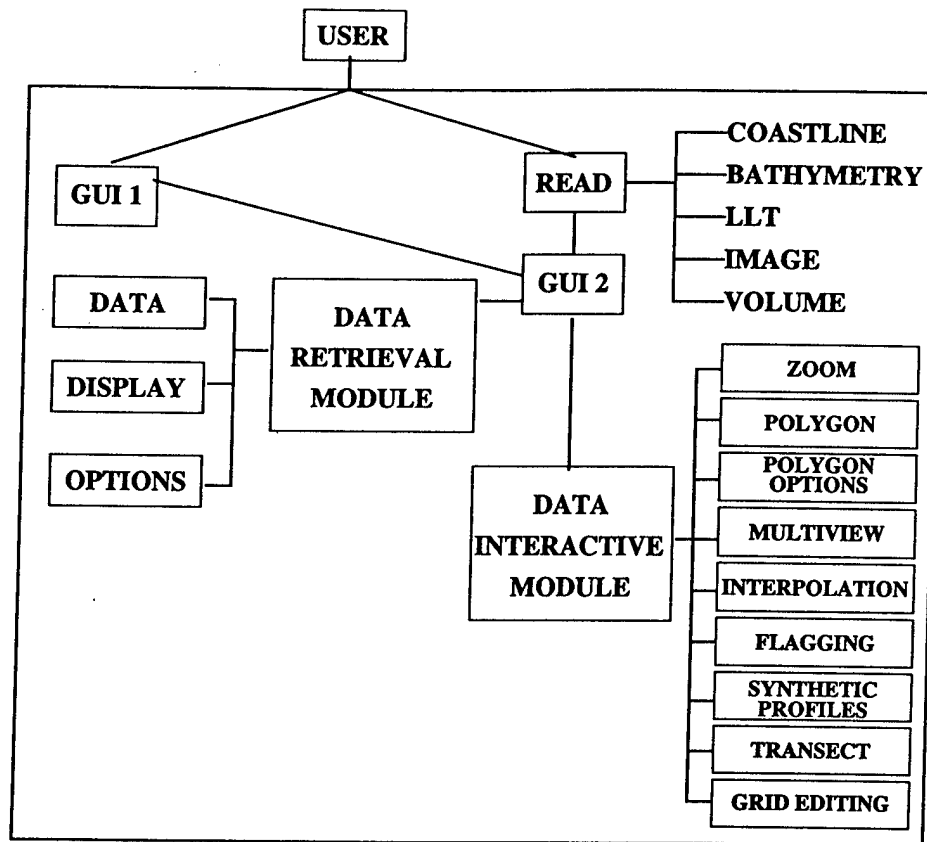 USER
GUI 1
READ
COASTLINE
BATHYMETRY
LLT
IMAGE
VOLUME
GUI 2
DATA
DISPLAY
OPTIONS
DATA
RETRIEVAL
MODULE
DATA
INTERACTIVE
MODULE
ZOOM
POLYGON
POLYGON
OPTIONS
MULTIVIEW
INTERPOLATION
FLAGGING
SYNTHETIC
PROFILES
TRANSECT
GRID EDITING